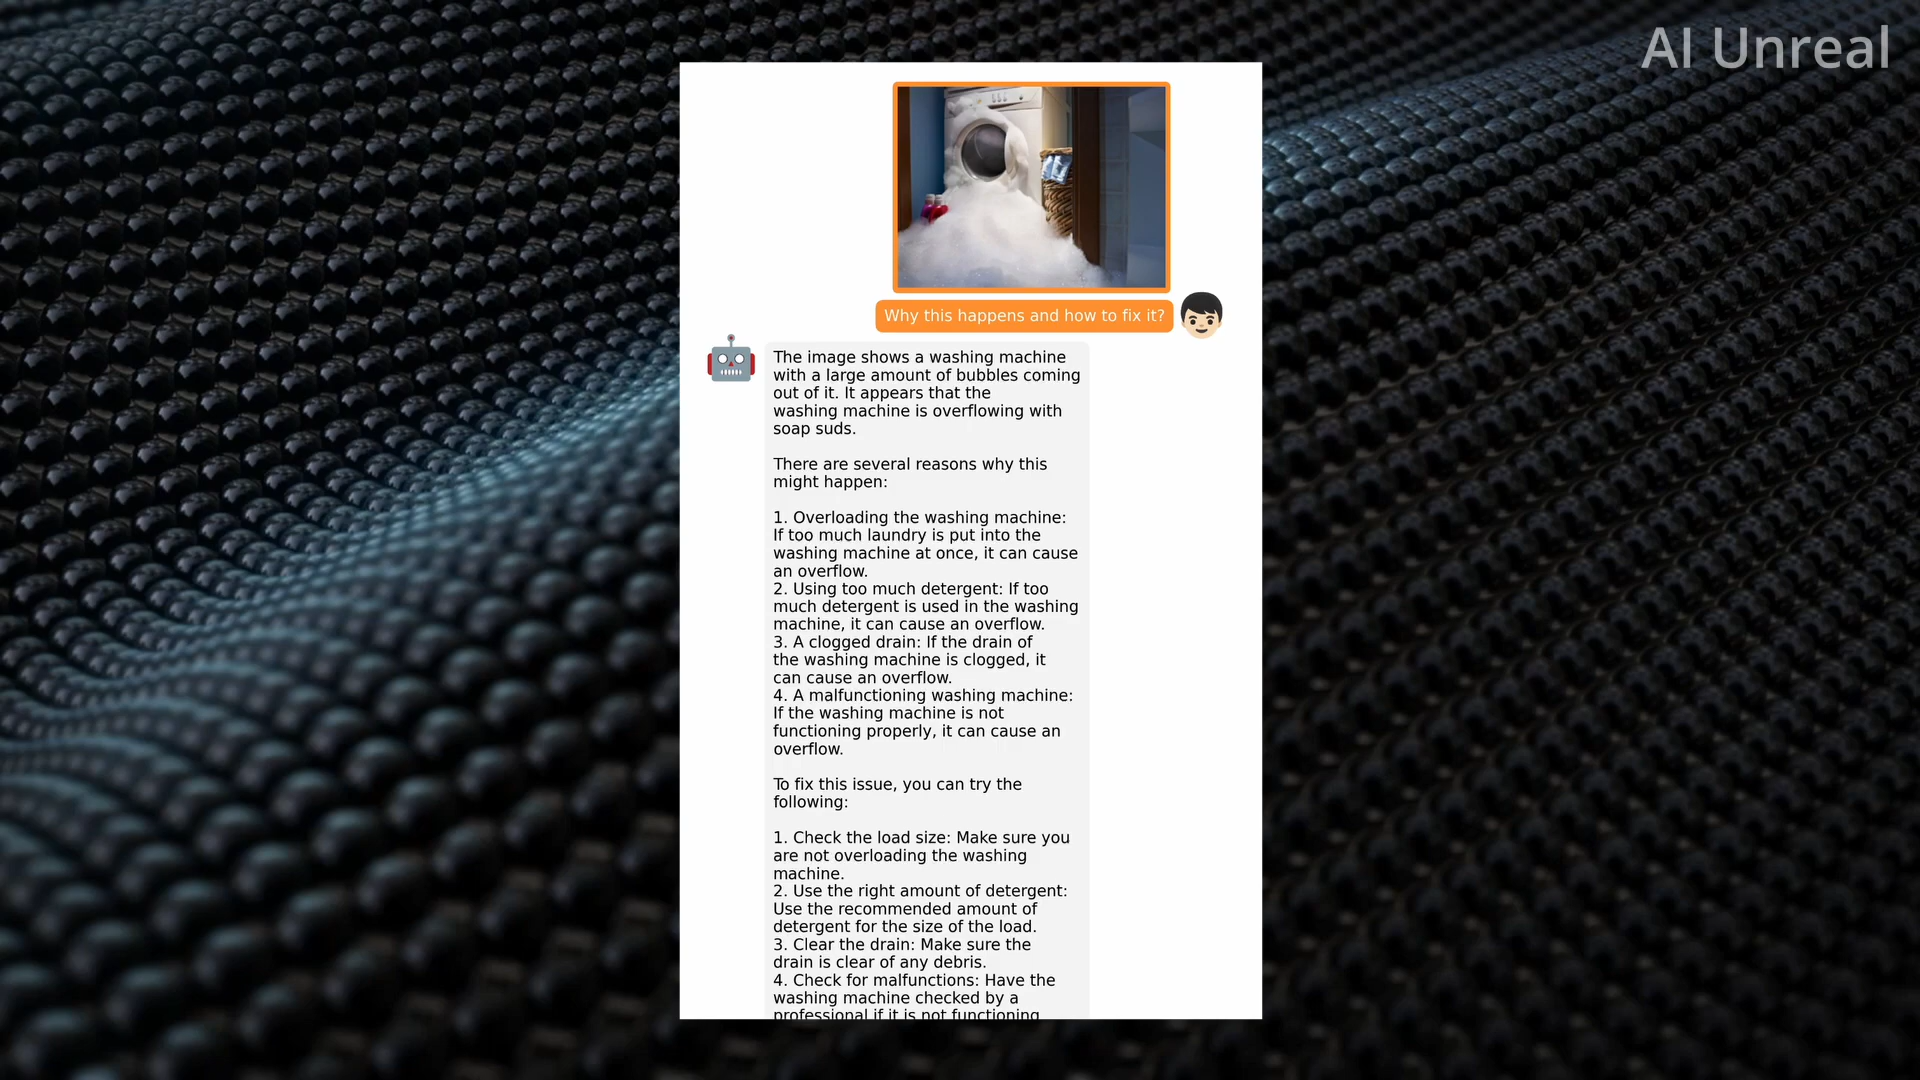 AI Unreal
Why this happens and how to fix it?
The image shows a washing machine
with a large amount of bubbles coming
out of it. It appears that the
washing machine is overflowing with
soap suds.
There are several reasons why this
might happen:
1. Overloading the washing machine:
If too much laundry is put into the
washing machine at once, it can cause
an overflow.
2. Using too much detergent: If too
much detergent is used in the washing
machine, it can cause an overflow.
3. A clogged drain: If the drain of
the washing machine is clogged, it
can cause an overflow.
4. A malfunctioning washing machine:
If the washing machine is not
functioning properly, it can cause an
overflow.
To fix this issue, you can try the
following:
1. Check the load size: Make sure you
are not overloading the washing
machine.
2. Use the right amount of detergent:
Use the recommended amount of
detergent for the size of the load.
3. Clear the drain: Make sure the
drain is clear of any debris.
4. Check for malfunctions: Have the
washing machine checked by a
professional if it is not functioning